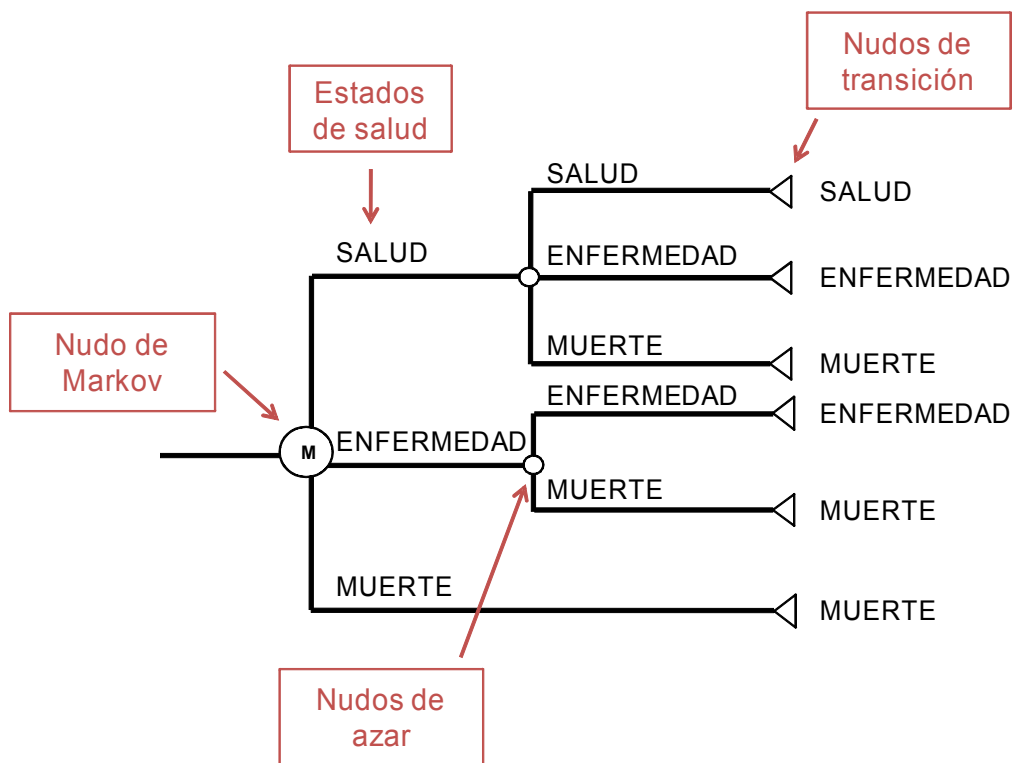 Nudos de
transición
Estados
de salud
SALUD
SALUD
SALUD
ENFERMEDAD
ENFERMEDAD
MUERTE
MUERTE
Nudo de
Markov
M
ENFERMEDAD
ENFERMEDAD
ENFERMEDAD
MUERTE
MUERTE
MUERTE
MUERTE
Nudos de
azar